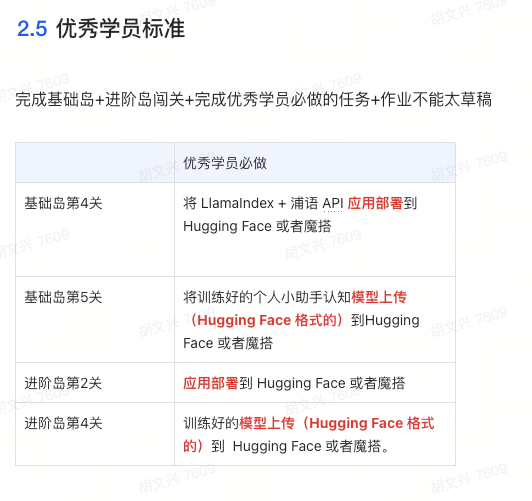 2.5 优秀学员标准
完成基础岛+进阶岛闯关+完成优秀学员必做的任务+作业不能太草稿
优秀学员必做
基础岛第4关
将 LlamaIndex + 浦语 API 应用部署到
Hugging Face 或者魔搭
基础岛第5关
将训练好的个人小助手认知模型上传
（Hugging Face 格式的）到Hugging
Face 或者魔搭
进阶岛第2关
应用部署到 Hugging Face 或者魔搭
进阶岛第4关
训练好的模型上传（Hugging Face 格式
的）到 Hugging Face 或者魔搭。
胡文兴 7609